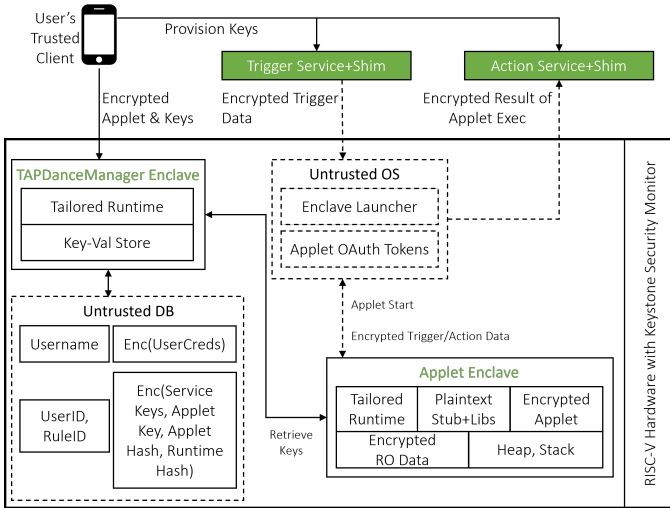 User's
Trusted
Client
Provision Keys
Trigger Service+Shim
Action Service+Shim
Encrypted
Applet & Keys
Encrypted Trigger
Data
Encrypted Result of
Applet Exec
TAPDanceManager Enclave
Tailored Runtime
Key-Val Store
Untrusted OS
Enclave Launcher
Applet OAuth Tokens
Untrusted DB
Username
Enc(UserCreds)
UserID,
RuleID
Enc(Service
Keys, Applet
Key, Applet
Hash, Runtime
Hash)
Applet Start
Encrypted Trigger/Action Data
Retrieve
Keys
Applet Enclave
Tailored
Runtime
Plaintext
Stub+Libs
Encrypted
Applet
Encrypted
RO Data
Heap, Stack
RISC-V Hardware with Keystone Security Monitor